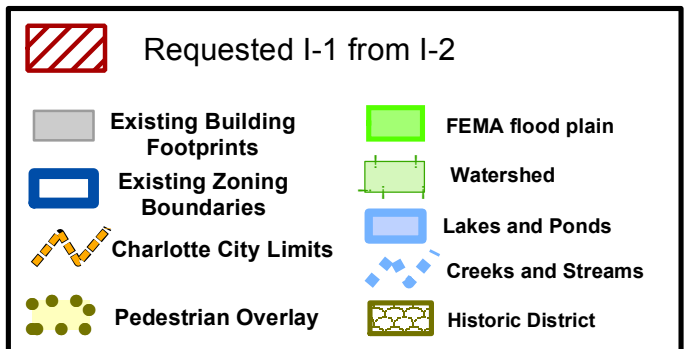 Requested I-1 from I-2
Existing Building
Footprints
Existing Zoning
Boundaries
Charlotte City Limits
Pedestrian Overlay
FEMA flood plain
Watershed
Lakes and Ponds
Creeks and Streams
Historic District